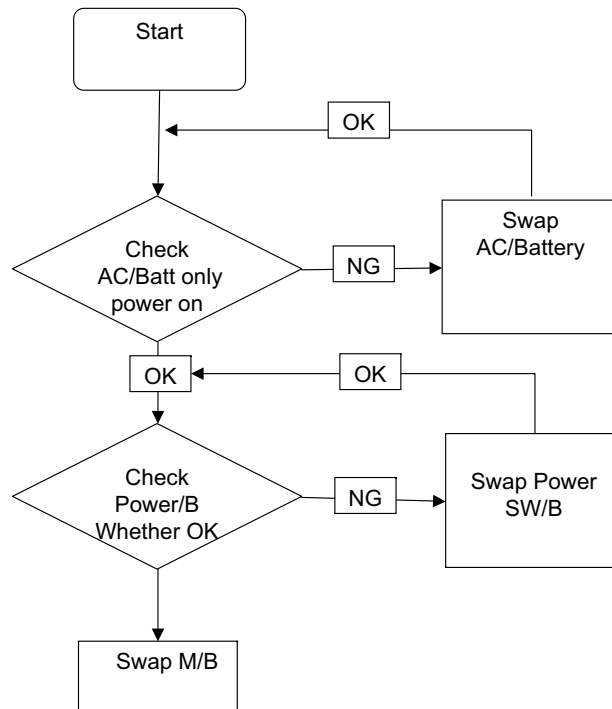 Start
OK
Check
AC/Batt only
power on
NG
Swap
AC/Battery
OK
OK
Check
Power/B
Whether OK
NG
Swap Power
SW/B
Swap M/B